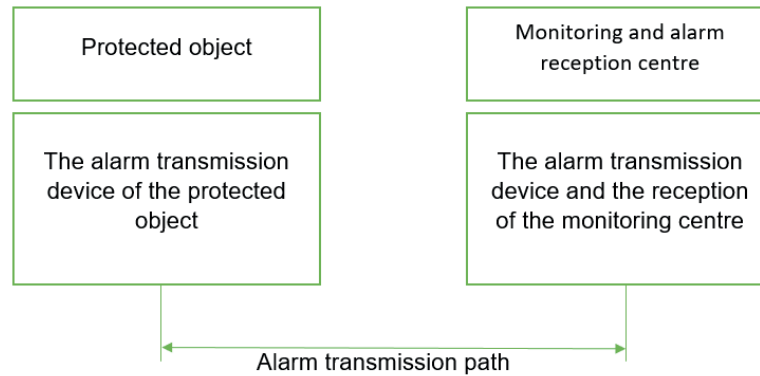 Protected object
Monitoring and alarm
reception centre
The alarm transmission
device of the protected
object
The alarm transmission
device and the reception
of the monitoring centre
Alarm transmission path